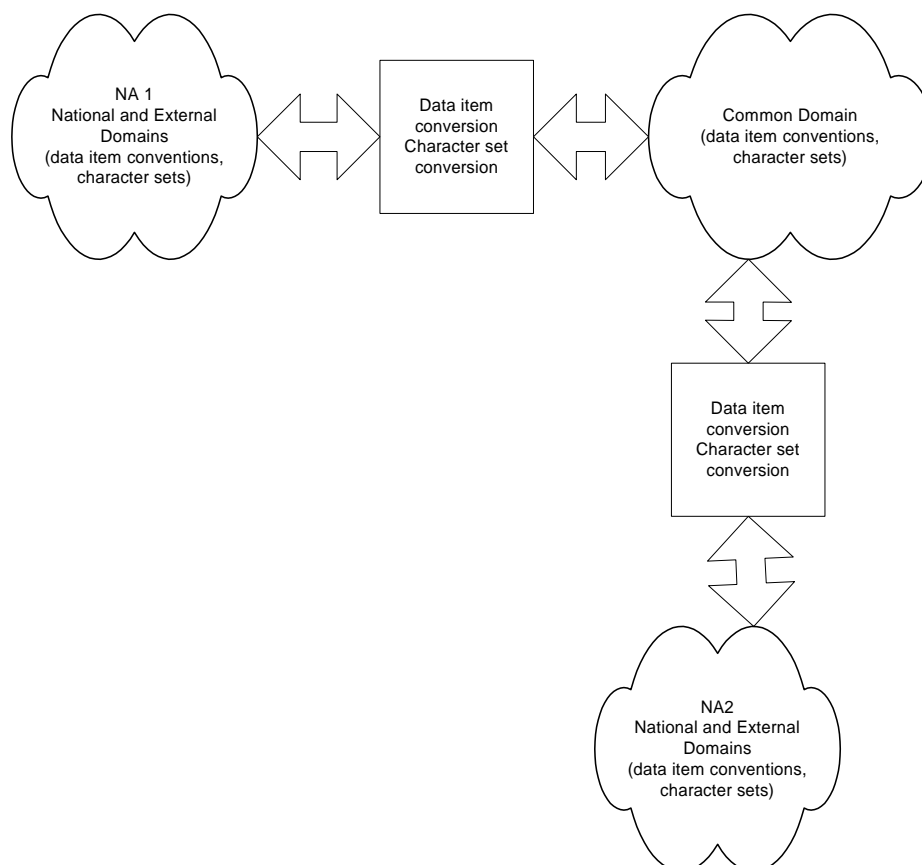 NA 1
National and External
Domains
(data item conventions,
character sets)
Data item
conversion
Character set
conversion
Common Domain
(data item conventions,
character sets)
Data item
conversion
Character set
conversion
NA2
National and External
Domains
(data item conventions,
character sets)